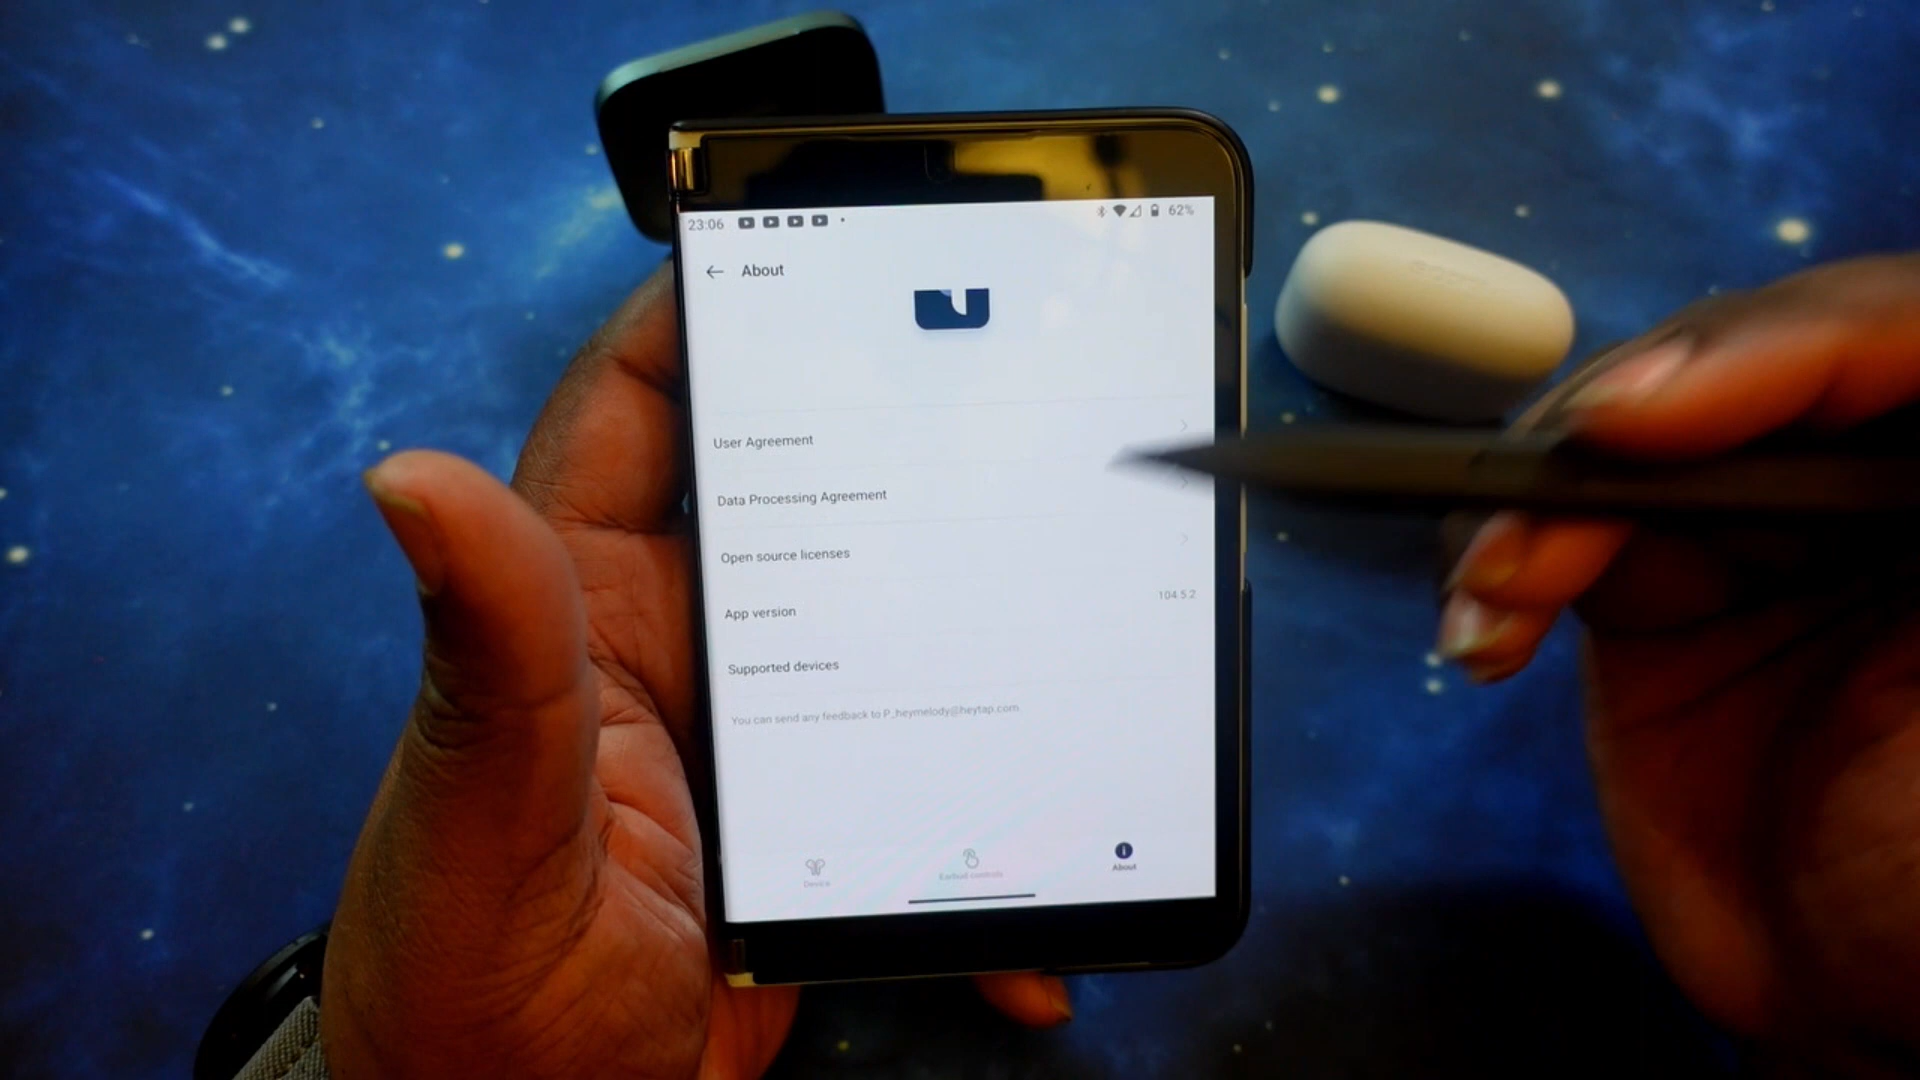 23:06
62%
About
User Agreement
Data Processing Agreement
Open source licenses
App version
104.5.2
Supported devices
You can send any feedback to P_heymelody@heytap.com
Device
Earbud controls
About